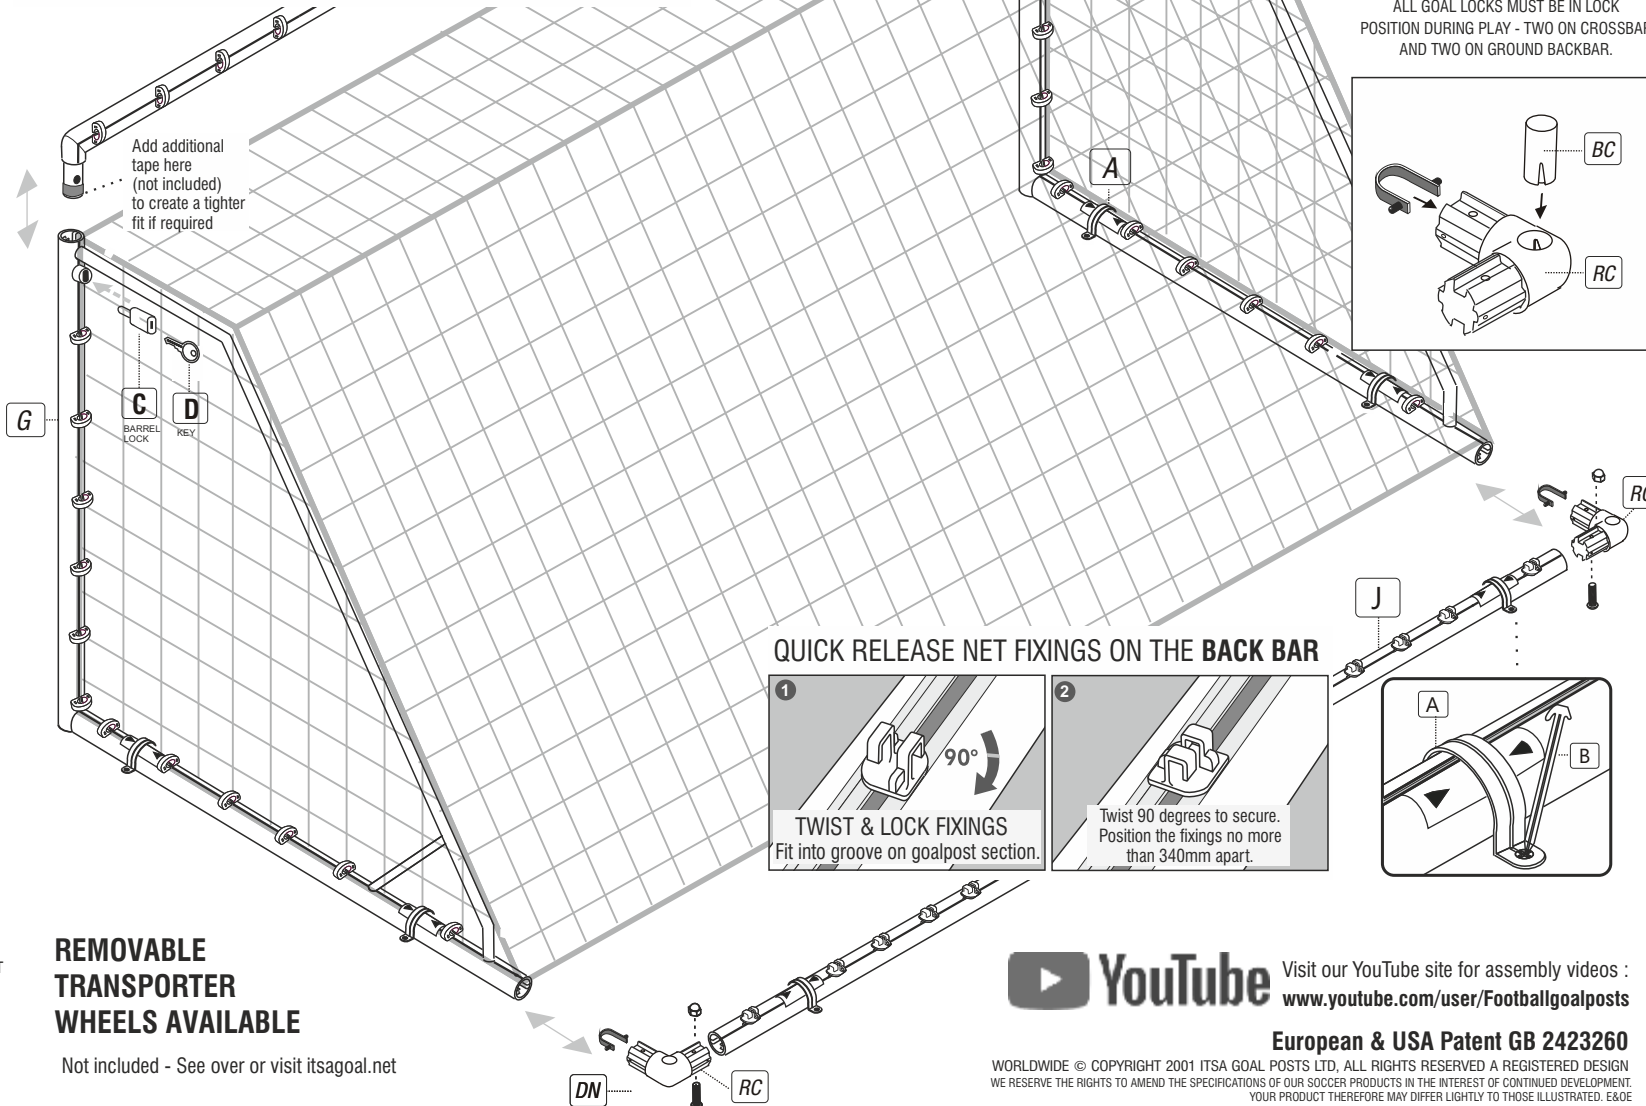 ALL GOAL LOCKS MUST BE IN LOCK
POSITION DURING PLAY - TWO ON CROSSBAR
AND TWO ON GROUND BACKBAR.
BC
RC
Add additional
tape here
(not included)
to create a tighter
fit if required
A
G
C
BARREL
LOCK
D
KEY
RC
J
QUICK RELEASE NET FIXINGS ON THE BACK BAR
1
90°
TWIST & LOCK FIXINGS
Fit into groove on goalpost section.
2
Twist 90 degrees to secure.
Position the fixings no more
than 340mm apart.
A
B
REMOVABLE
TRANSPORTER
WHEELS AVAILABLE
Not included - See over or visit itsagoal.net
DN
RC
YouTube
Visit our YouTube site for assembly videos :
www.youtube.com/user/Footballgoalposts
European & USA Patent GB 2423260
WORLDWIDE © COPYRIGHT 2001 ITSA GOAL POSTS LTD, ALL RIGHTS RESERVED A REGISTERED DESIGN
WE RESERVE THE RIGHTS TO AMEND THE SPECIFICATIONS OF OUR SOCCER PRODUCTS IN THE INTEREST OF CONTINUED DEVELOPMENT.
YOUR PRODUCT THEREFORE MAY DIFFER LIGHTLY TO THOSE ILLUSTRATED. E&OE